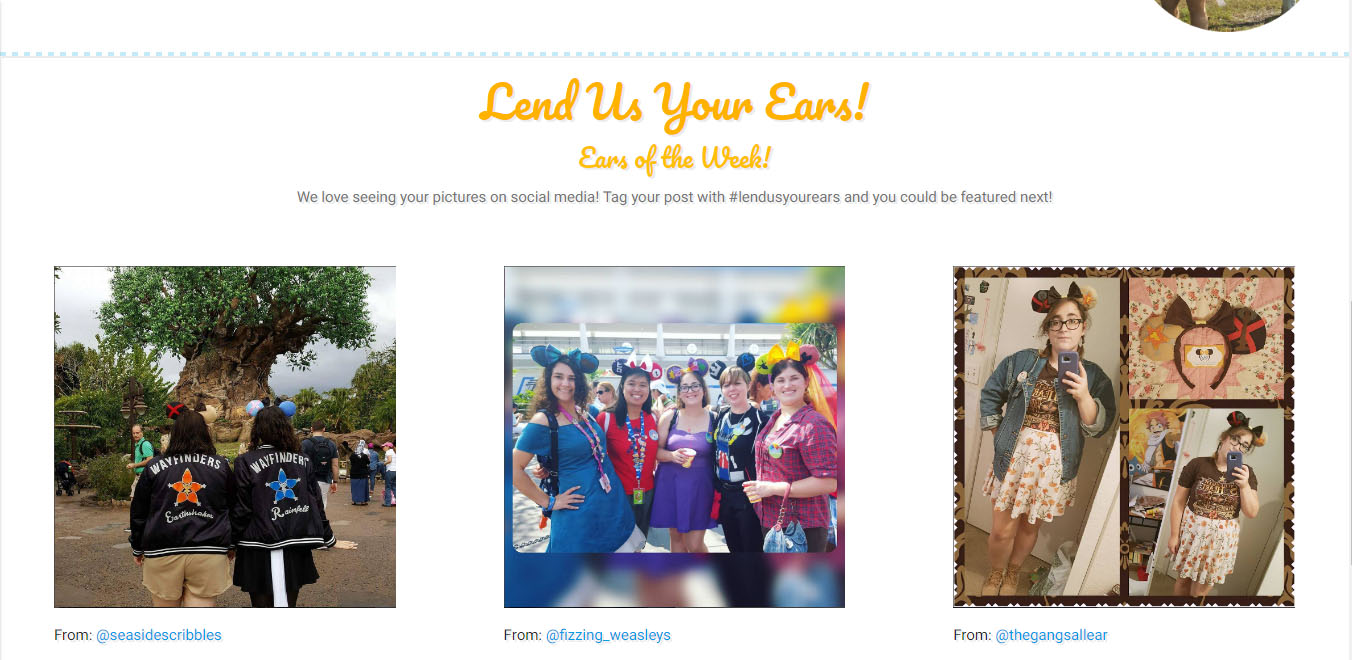 Lend Us Your Ears!
Ears of the Week!
We love seeing your pictures on social media! Tag your post with #lendusyourears and you could be featured next!
WAYFINDERS
Earthshaker
WAYFINDERS
Rainfell
From: @seasidescribbles
From: @fizzing_weasleys
From: @thegangsallear